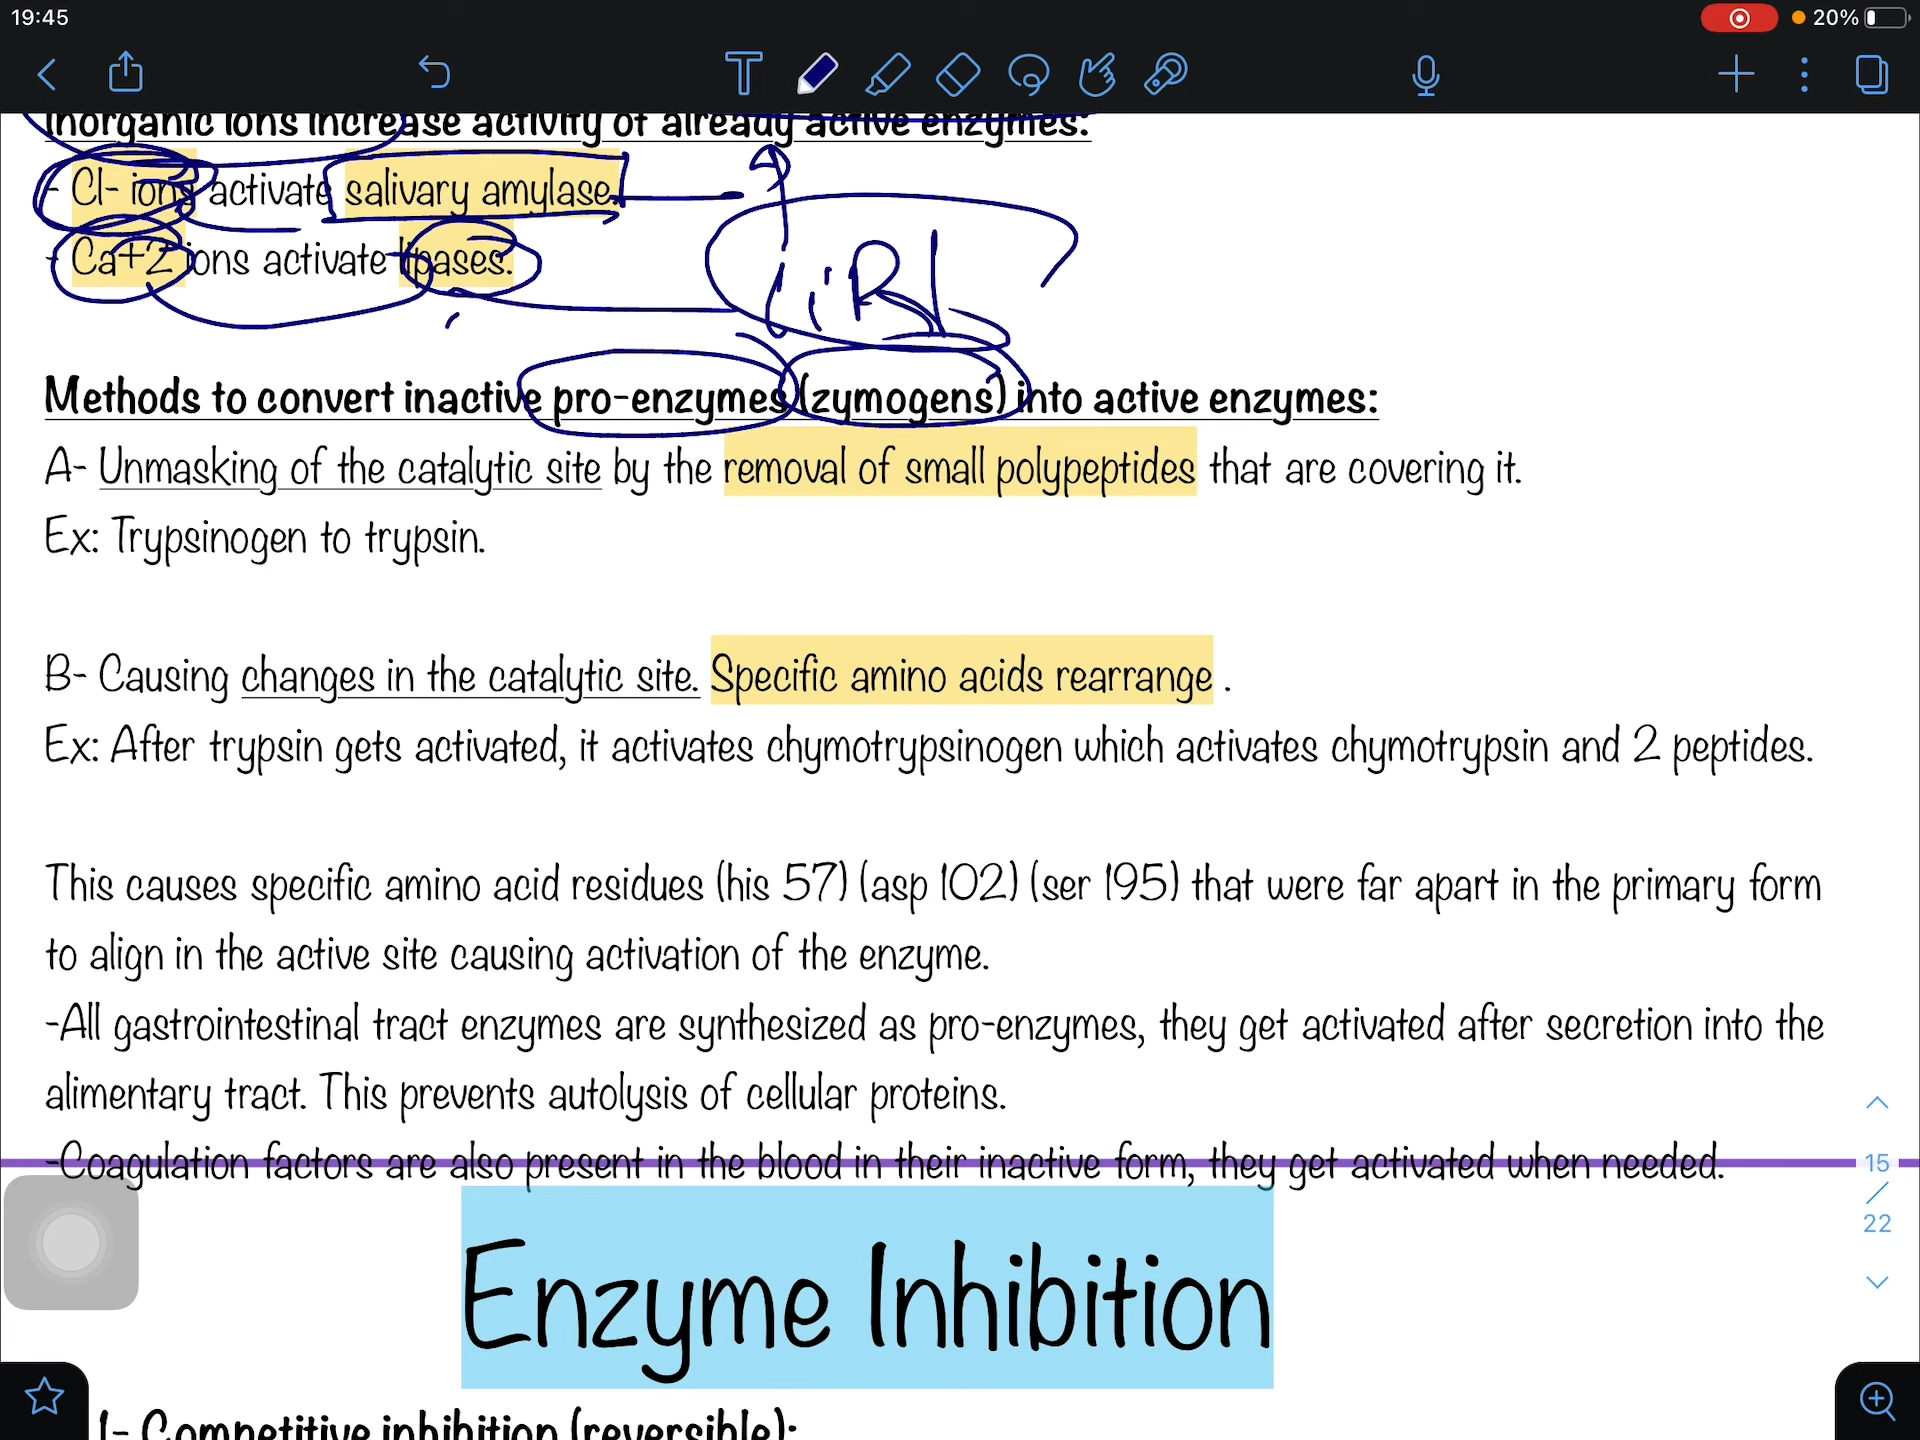 19:45
20%
Inorganic ions increase activity of already active enzymes:
- Cl- ions activate salivary amylase.
- Ca+2 ions activate lipases.
Methods to convert inactive pro-enzymes (zymogens) into active enzymes:
A- Unmasking of the catalytic site by the removal of small polypeptides that are covering it.
Ex: Trypsinogen to trypsin.
B- Causing changes in the catalytic site. Specific amino acids rearrange .
Ex: After trypsin gets activated, it activates chymotrypsinogen which activates chymotrypsin and 2 peptides.
This causes specific amino acid residues (his 57) (asp 102) (ser 195) that were far apart in the primary form
to align in the active site causing activation of the enzyme.
-All gastrointestinal tract enzymes are synthesized as pro-enzymes, they get activated after secretion into the
alimentary tract. This prevents autolysis of cellular proteins.
-Coagulation factors are also present in the blood in their inactive form, they get activated when needed.
15
/
22
Enzyme Inhibition
1- Competitive inhibition (reversible):